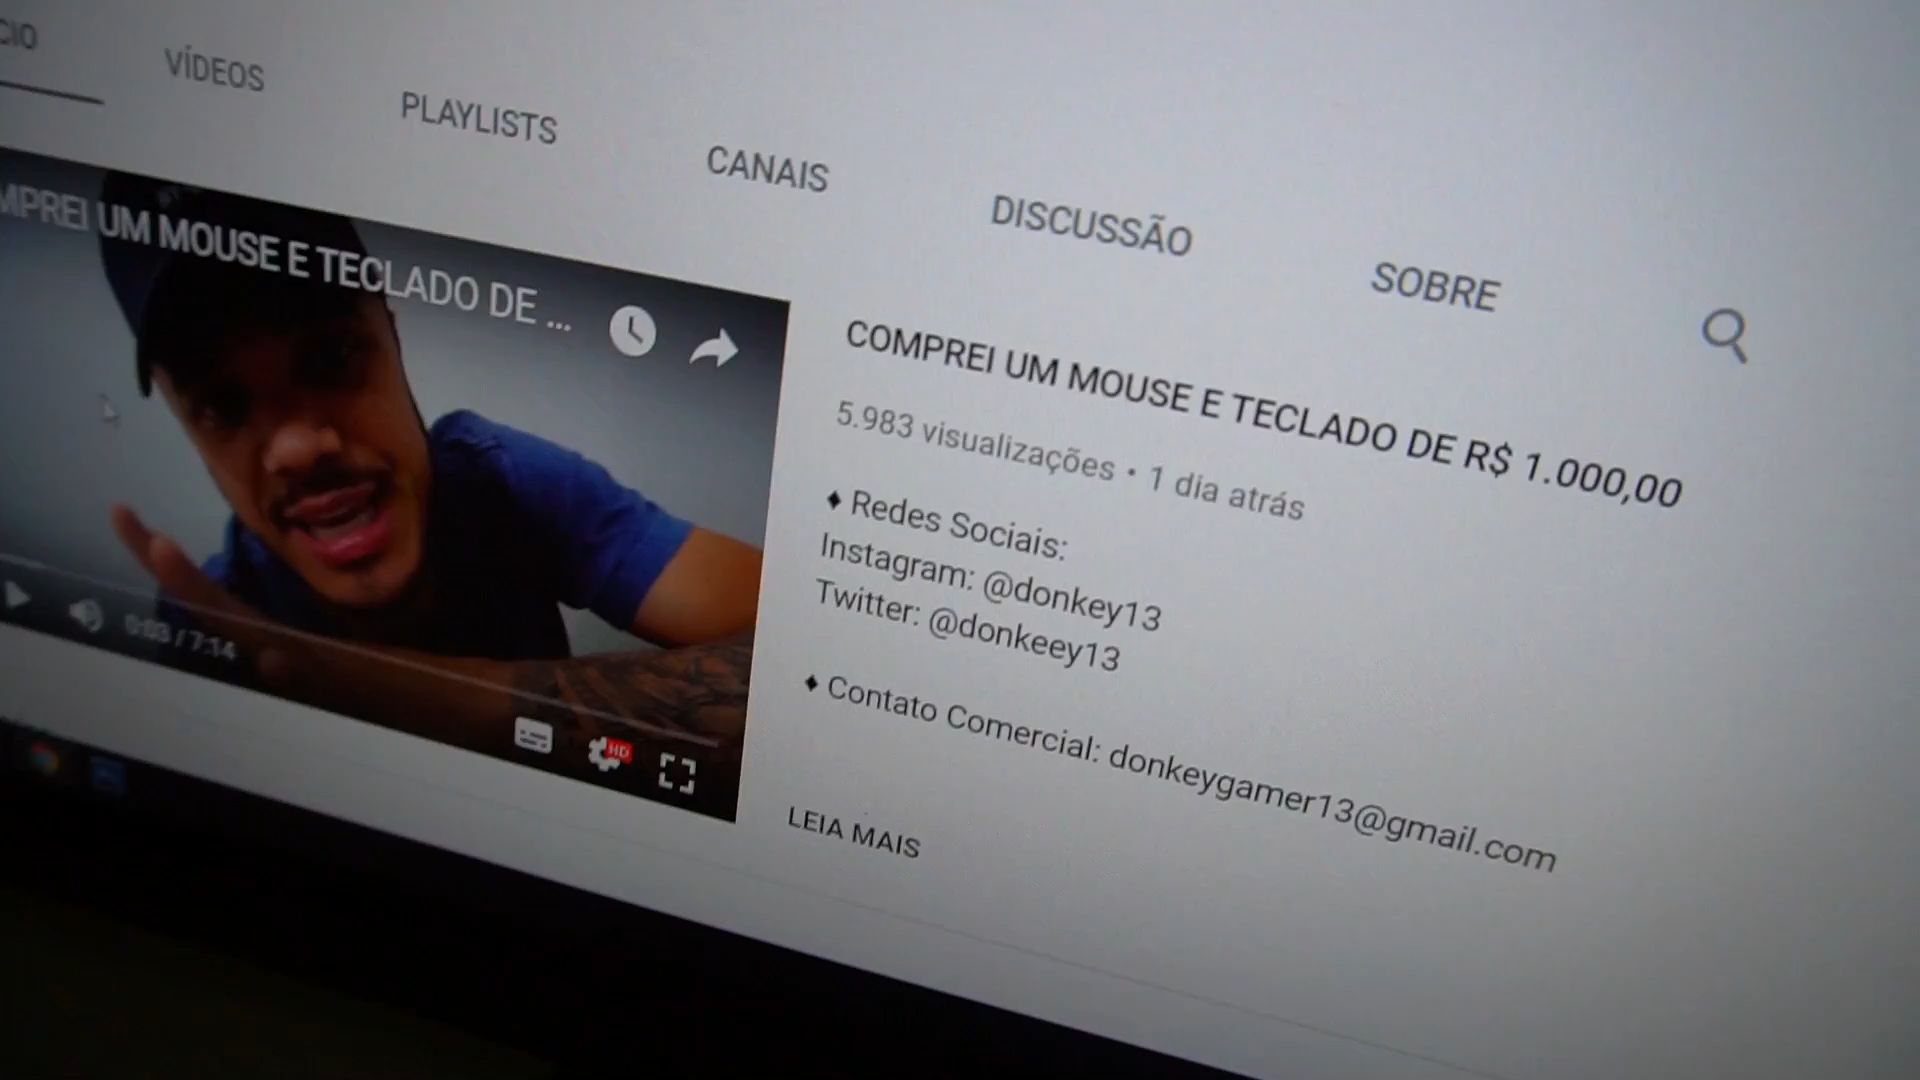 CIO
VÍDEOS
PLAYLISTS
CANAIS
DISCUSSÃO
SOBRE
MPREI UM MOUSE E TECLADO DE ...
0:03 / 7:14
HD
COMPREI UM MOUSE E TECLADO DE R$ 1.000,00
5.983 visualizações • 1 dia atrás
♦ Redes Sociais:
Instagram: @donkey13
Twitter: @donkeey13
♦ Contato Comercial: donkeygamer13@gmail.com
LEIA MAIS